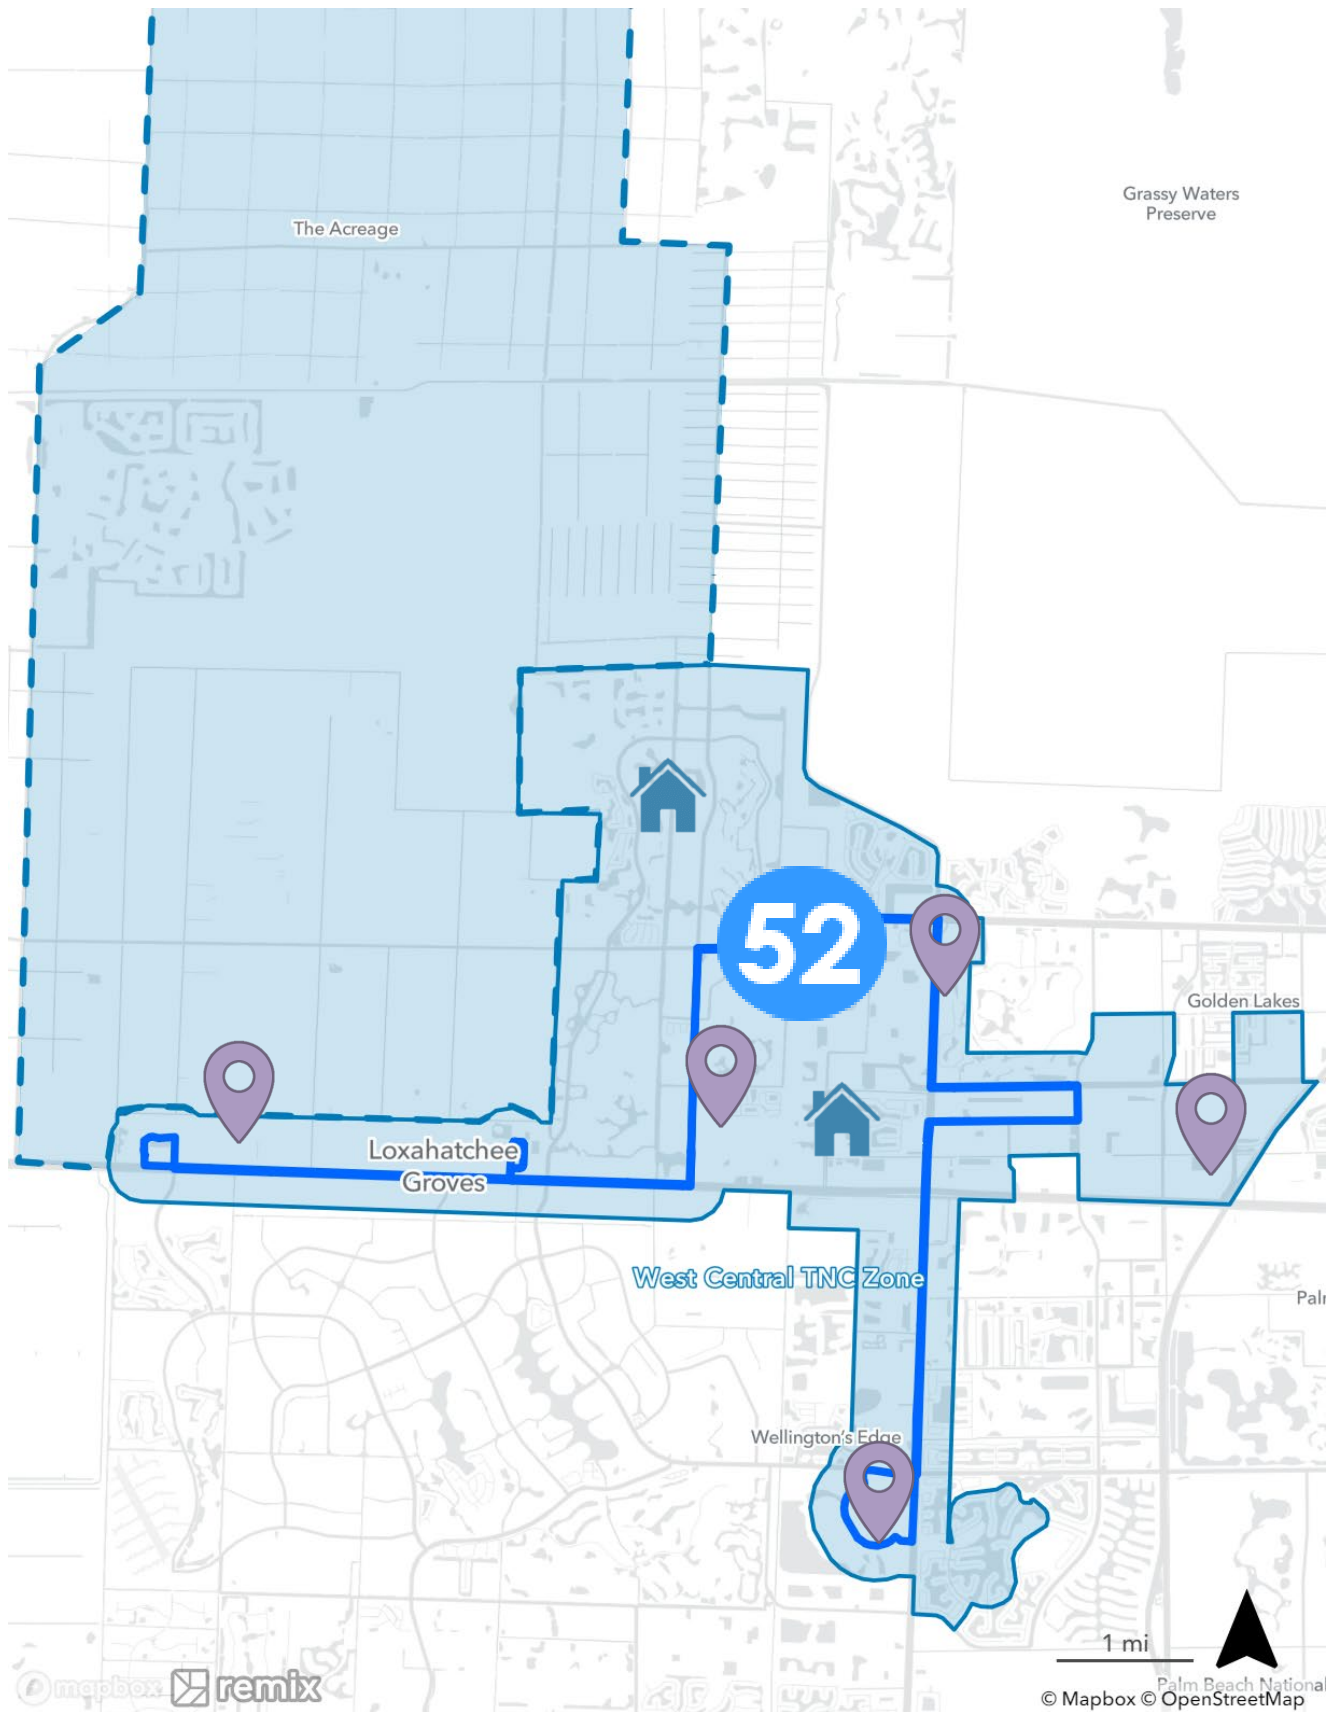 Grassy Waters
Preserve
The Acreage
52
Golden Lakes
Loxahatchee
Groves
West Central TNC Zone
Palm
Wellington's Edge
1 mi
mapbox remix
Palm Beach National
© Mapbox © OpenStreetMap